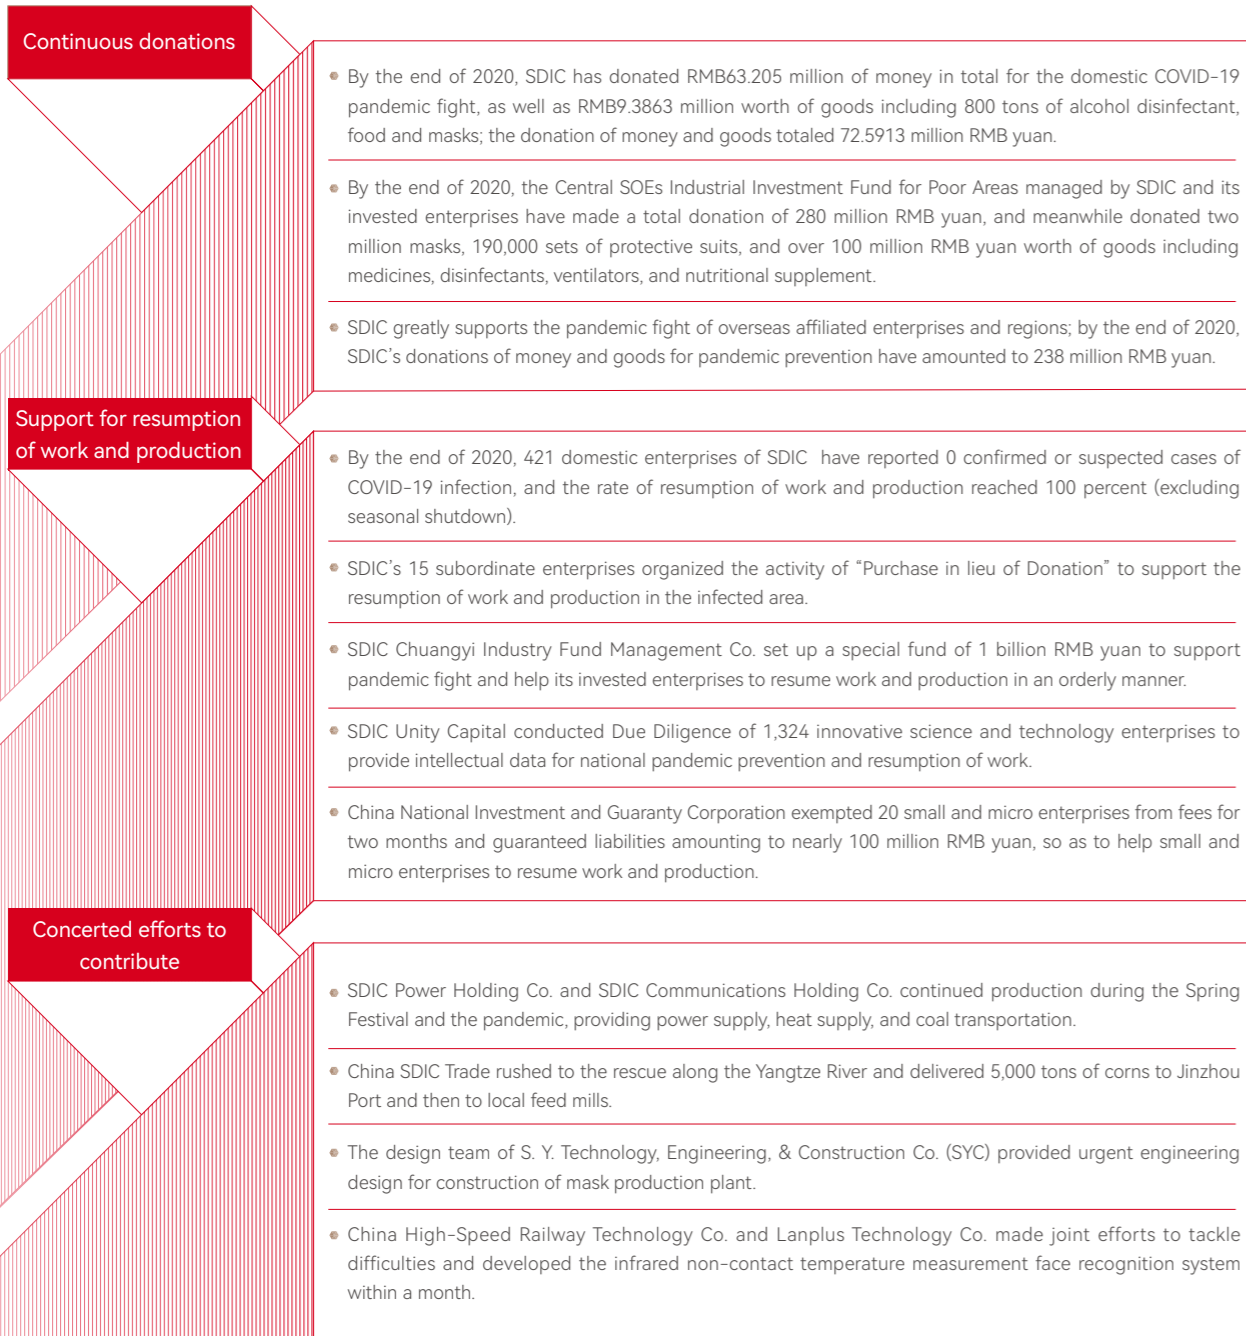 Continuous donations
By the end of 2020, SDIC has donated RMB63.205 million of money in total for the domestic COVID-19
pandemic fight, as well as RMB9.3863 million worth of goods including 800 tons of alcohol disinfectant,
food and masks; the donation of money and goods totaled 72.5913 million RMB yuan.
By the end of 2020, the Central SOEs Industrial Investment Fund for Poor Areas managed by SDIC and its
invested enterprises have made a total donation of 280 million RMB yuan, and meanwhile donated two
million masks, 190,000 sets of protective suits, and over 100 million RMB yuan worth of goods including
medicines, disinfectants, ventilators, and nutritional supplement.
SDIC greatly supports the pandemic fight of overseas affiliated enterprises and regions; by the end of 2020,
SDIC's donations of money and goods for pandemic prevention have amounted to 238 million RMB yuan.
Support for resumption
of work and production
By the end of 2020, 421 domestic enterprises of SDIC have reported 0 confirmed or suspected cases of
COVID-19 infection, and the rate of resumption of work and production reached 100 percent (excluding
seasonal shutdown).
SDIC's 15 subordinate enterprises organized the activity of “Purchase in lieu of Donation” to support the
resumption of work and production in the infected area.
SDIC Chuangyi Industry Fund Management Co. set up a special fund of 1 billion RMB yuan to support
pandemic fight and help its invested enterprises to resume work and production in an orderly manner.
SDIC Unity Capital conducted Due Diligence of 1,324 innovative science and technology enterprises to
provide intellectual data for national pandemic prevention and resumption of work.
China National Investment and Guaranty Corporation exempted 20 small and micro enterprises from fees for
two months and guaranteed liabilities amounting to nearly 100 million RMB yuan, so as to help small and
micro enterprises to resume work and production.
Concerted efforts to
contribute
SDIC Power Holding Co. and SDIC Communications Holding Co. continued production during the Spring
Festival and the pandemic, providing power supply, heat supply, and coal transportation.
China SDIC Trade rushed to the rescue along the Yangtze River and delivered 5,000 tons of corns to Jinzhou
Port and then to local feed mills.
The design team of S. Y. Technology, Engineering, & Construction Co. (SYC) provided urgent engineering
design for construction of mask production plant.
China High-Speed Railway Technology Co. and Lanplus Technology Co. made joint efforts to tackle
difficulties and developed the infrared non-contact temperature measurement face recognition system
within a month.